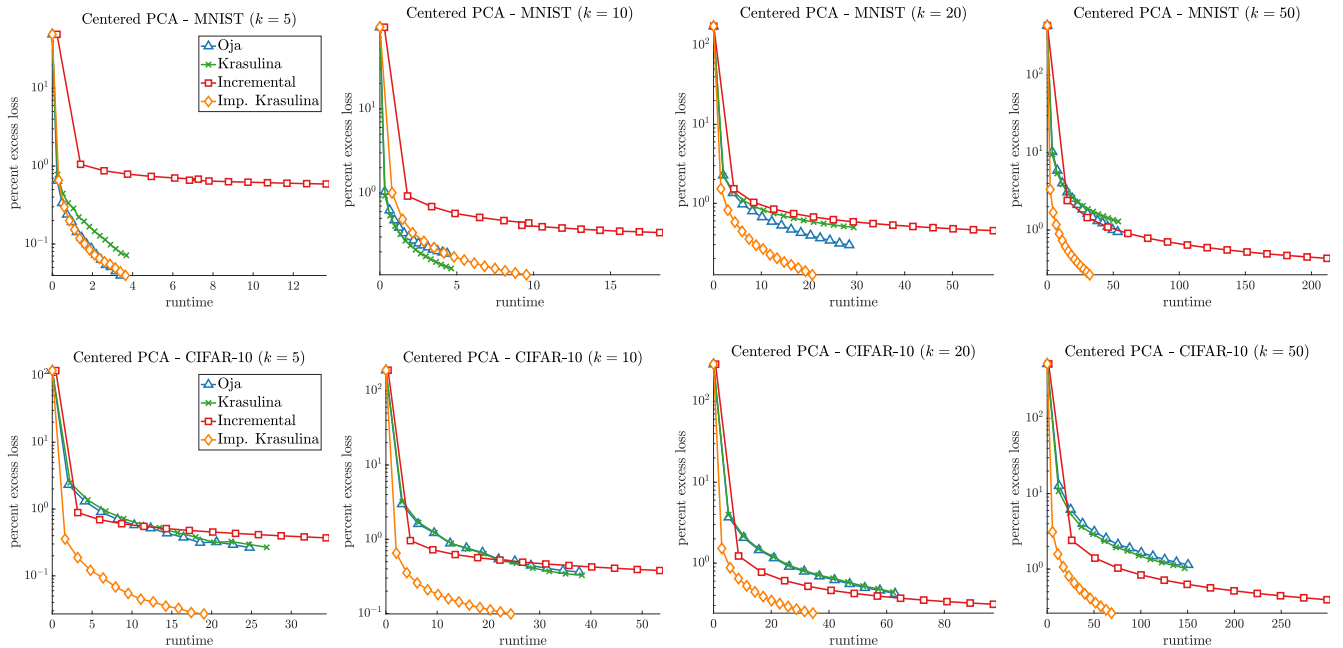 Centered PCA - MNIST (k = 5)
percent excess loss
10^1
10^0
10^-1
0 2 4 6 8 10 12
runtime
Oja
Krasulina
Incremental
Imp. Krasulina
Centered PCA - MNIST (k = 10)
percent excess loss
10^0
0 5 10 15
runtime
Centered PCA - MNIST (k = 20)
percent excess loss
10^2
10^1
10^0
0 10 20 30 40 50
runtime
Centered PCA - MNIST (k = 50)
percent excess loss
10^2
10^1
10^0
0 50 100 150 200
runtime
Centered PCA - CIFAR-10 (k = 5)
percent excess loss
10^2
10^1
10^0
10^-1
0 5 10 15 20 25 30
runtime
Oja
Krasulina
Incremental
Imp. Krasulina
Centered PCA - CIFAR-10 (k = 10)
percent excess loss
10^2
10^1
10^0
10^-1
0 10 20 30 40 50
runtime
Centered PCA - CIFAR-10 (k = 20)
percent excess loss
10^2
10^1
10^0
0 20 40 60 80
runtime
Centered PCA - CIFAR-10 (k = 50)
percent excess loss
10^2
10^1
10^0
0 50 100 150 200 250
runtime